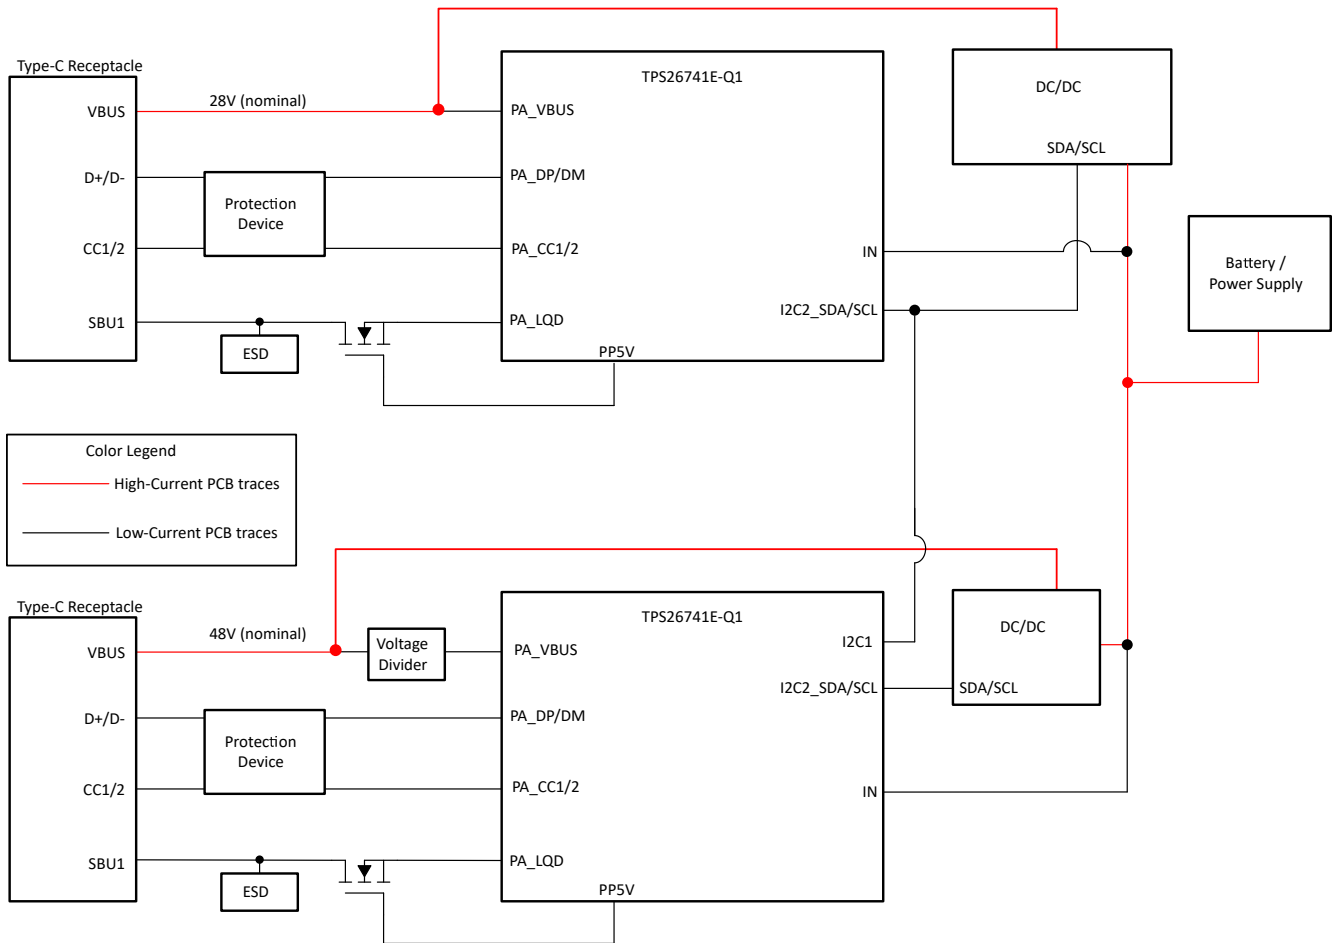 Type-C Receptacle
VBUS
28V (nominal)
D+/D-
Protection
Device
CC1/2
SBU1
ESD
TPS26741E-Q1
PA_VBUS
PA_DP/DM
PA_CC1/2
PA_LQD
PP5V
IN
I2C2_SDA/SCL
DC/DC
SDA/SCL
Battery /
Power Supply
Color Legend
High-Current PCB traces
Low-Current PCB traces
Type-C Receptacle
VBUS
48V (nominal)
Voltage
Divider
D+/D-
Protection
Device
CC1/2
SBU1
ESD
TPS26741E-Q1
PA_VBUS
PA_DP/DM
PA_CC1/2
PA_LQD
PP5V
I2C1
I2C2_SDA/SCL
IN
DC/DC
SDA/SCL